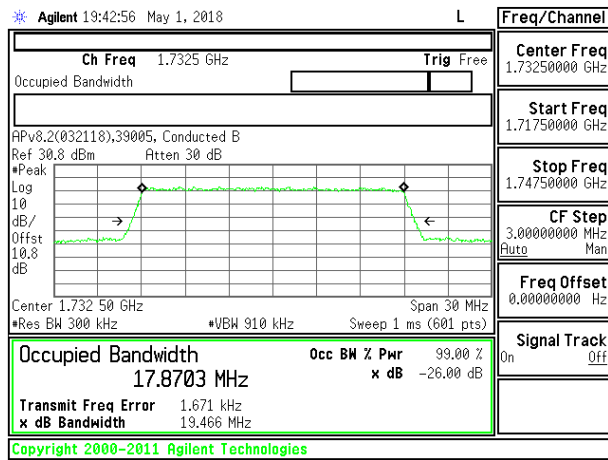 Agilent 19:42:56 May 1, 2018 L
Freq/Channel
Ch Freq 1.7325 GHz Trig Free
Occupied Bandwidth
Center Freq
1.73250000 GHz
Start Freq
1.71750000 GHz
APv8.2(032118),39005, Conducted B
Ref 30.8 dBm Atten 30 dB
#Peak
Log
10
dB/
Offst
10.8
dB
Stop Freq
1.74750000 GHz
CF Step
3.00000000 MHz
Auto Man
Freq Offset
0.00000000 Hz
Center 1.732 50 GHz Span 30 MHz
#Res BW 300 kHz #VBW 910 kHz Sweep 1 ms (601 pts)
Signal Track
On Off
Occupied Bandwidth Occ BW % Pwr 99.00 %
17.8703 MHz x dB -26.00 dB
Transmit Freq Error 1.671 kHz
x dB Bandwidth 19.466 MHz
Copyright 2000-2011 Agilent Technologies